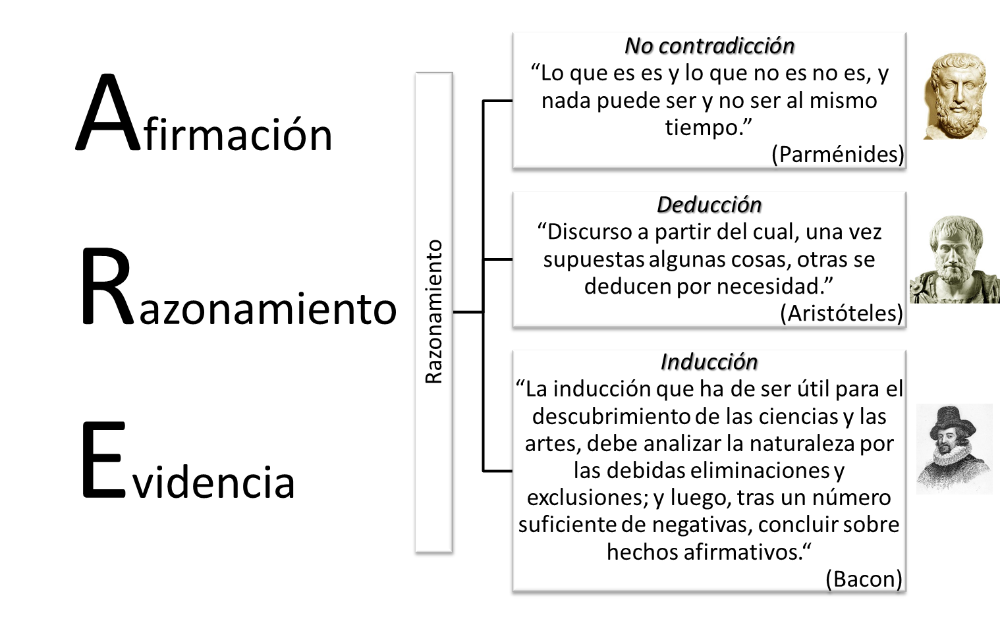 Afirmación
Razonamiento
Evidencia
Razonamiento
No contradicción
“Lo que es es y lo que no es no es, y
nada puede ser y no ser al mismo
tiempo.”
(Parménides)
Deducción
“Discurso a partir del cual, una vez
supuestas algunas cosas, otras se
deducen por necesidad.”
(Aristóteles)
Inducción
“La inducción que ha de ser útil para el
descubrimiento de las ciencias y las
artes, debe analizar la naturaleza por
las debidas eliminaciones y
exclusiones; y luego, tras un número
suficiente de negativas, concluir sobre
hechos afirmativos.“
(Bacon)